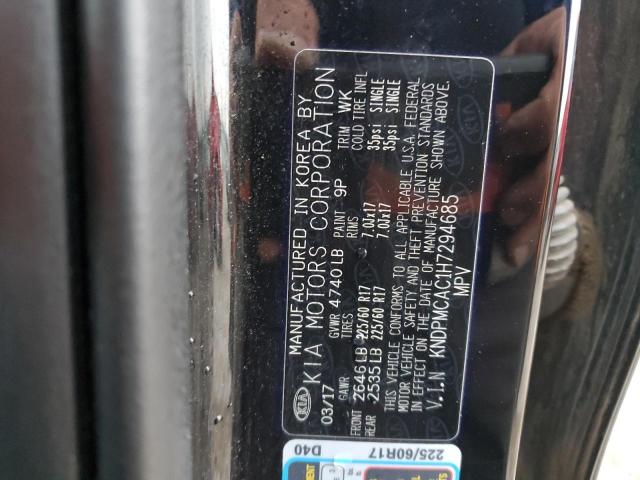 KIA
MANUFACTURED IN KOREA BY
KIA MOTORS CORPORATION
03/17 GVWR 4740LB PAINT 9P TRIM WK
GAWR TIRES RIMS COLD TIRE INFL
FRONT 2646 LB 225/60 R17 7.0Jx17 35psi SINGLE
REAR 2535 LB 225/60 R17 7.0Jx17 35psi SINGLE
THIS VEHICLE CONFORMS TO ALL APPLICABLE U.S.A. FEDERAL
MOTOR VEHICLE SAFETY AND THEFT PREVENTION STANDARDS
IN EFFECT ON THE DATE OF MANUFACTURE SHOWN ABOVE.
V.I.N KNDPMCAC1H7294685
MPV
D40
225/60R17